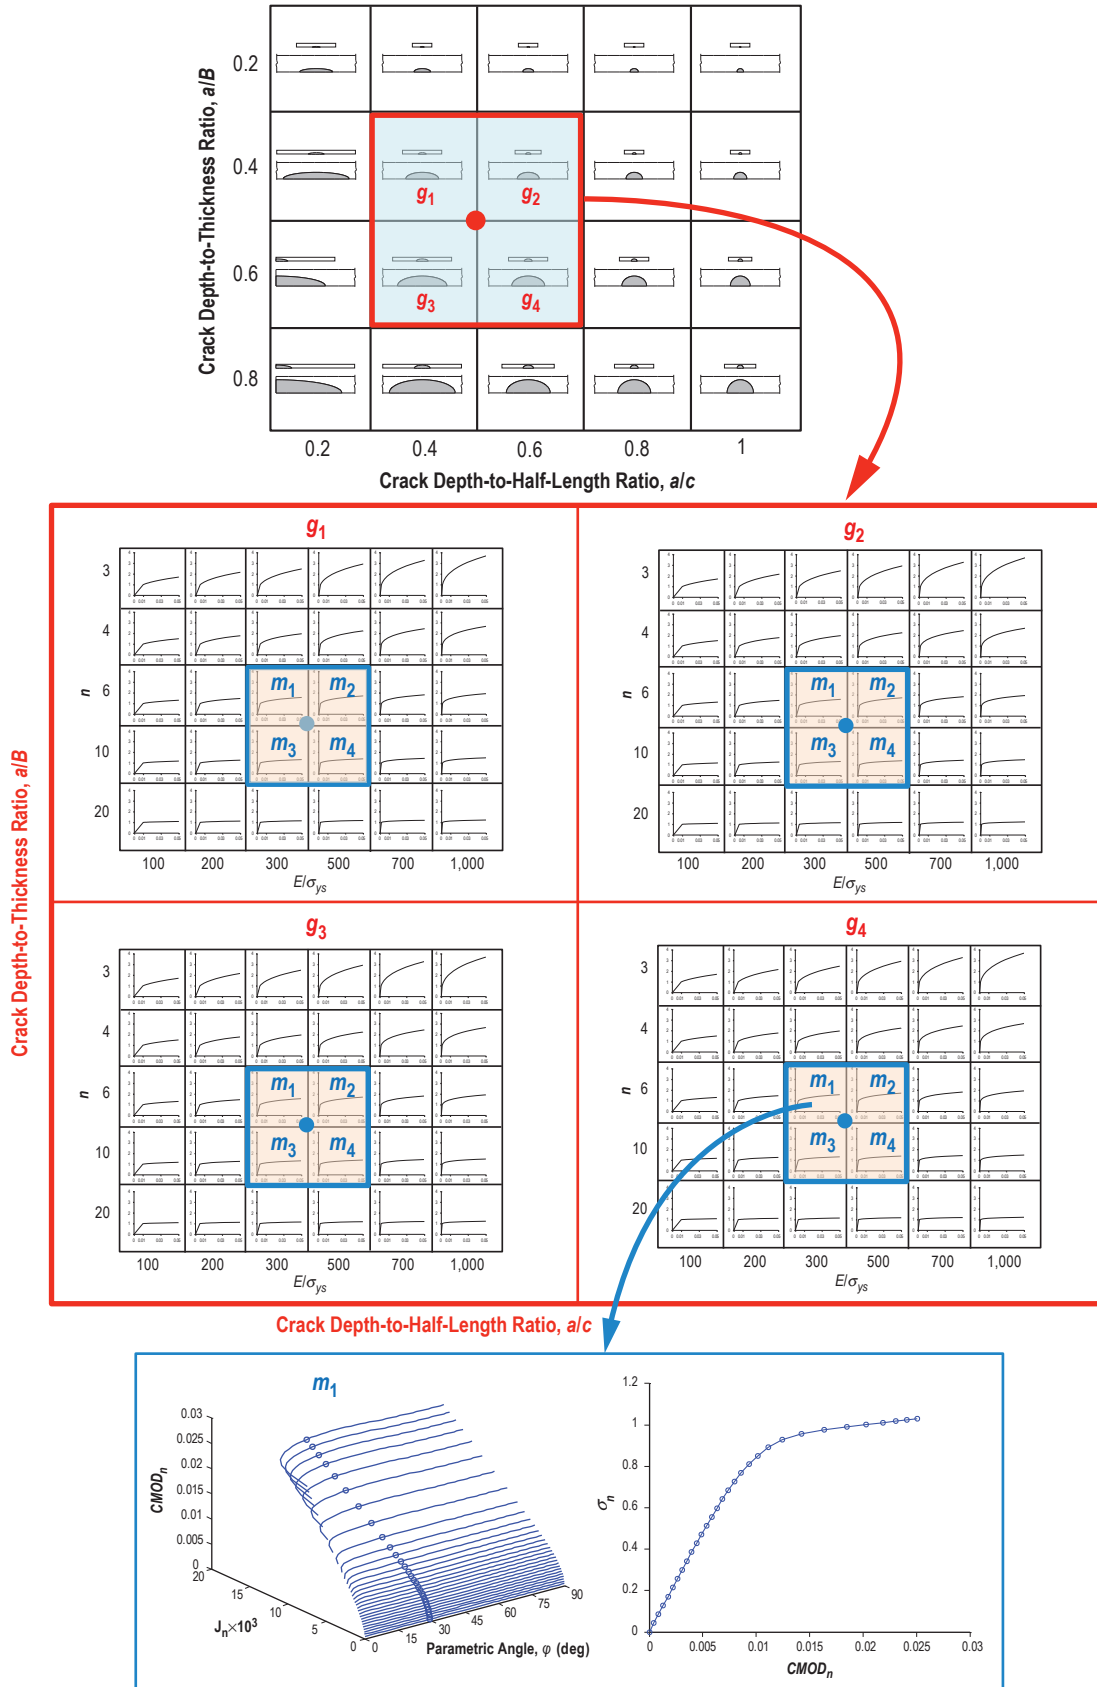 Crack Depth-to-Thickness Ratio, a/B
0.2
0.4
0.6
0.8
g1
g2
g3
g4
0.2 0.4 0.6 0.8 1
Crack Depth-to-Half-Length Ratio, a/c
Crack Depth-to-Thickness Ratio, a/B
g1
3
4
n 6
10
20
m1 m2
m3 m4
100 200 300 500 700 1,000
E/σys
g2
3
4
n 6
10
20
m1 m2
m3 m4
100 200 300 500 700 1,000
E/σys
g3
3
4
n 6
10
20
m1 m2
m3 m4
100 200 300 500 700 1,000
E/σys
g4
3
4
n 6
10
20
m1 m2
m3 m4
100 200 300 500 700 1,000
E/σys
Crack Depth-to-Half-Length Ratio, a/c
m1
CMODn
0.03
0.025
0.02
0.015
0.01
0.005
0
20
15
10
5
0
Jn×10³
0
15
30
45
60
75
90
Parametric Angle, φ (deg)
σn
1.2
1
0.8
0.6
0.4
0.2
0
0 0.005 0.01 0.015 0.02 0.025 0.03
CMODn